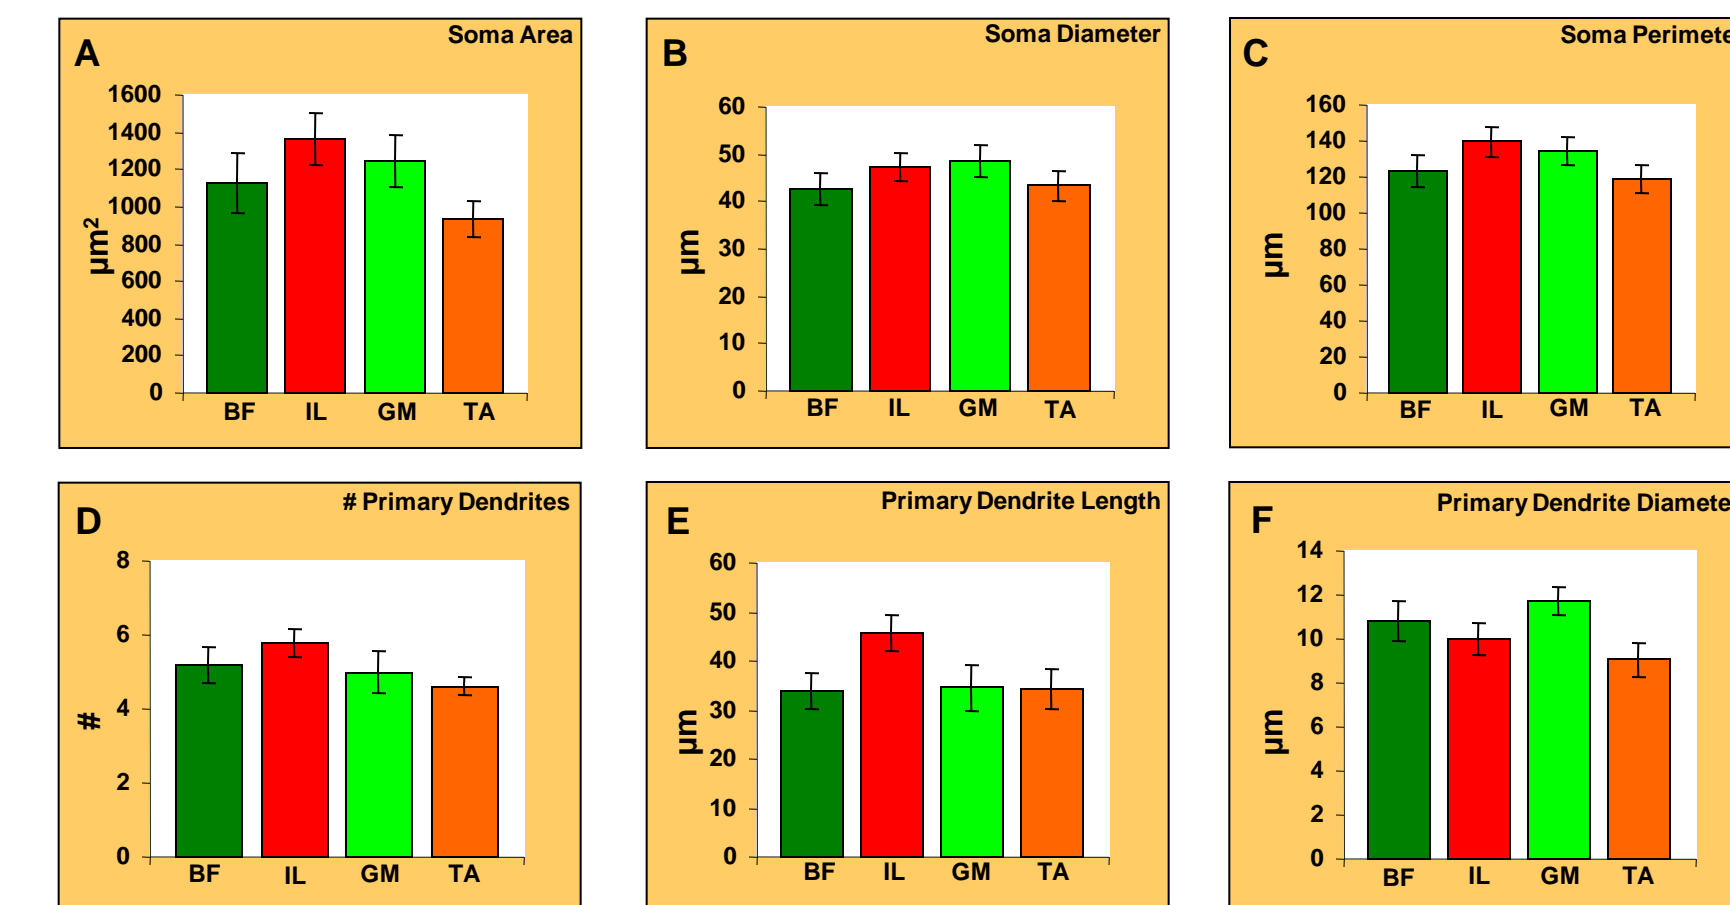 A
Soma Area
1600
1400
1200
1000
800
600
400
200
0
µm²
BF IL GM TA
B
Soma Diameter
60
50
40
30
20
10
0
µm
BF IL GM TA
C
Soma Perimete
160
140
120
100
80
60
40
20
0
µm
BF IL GM TA
D
# Primary Dendrites
8
6
4
2
0
#
BF IL GM TA
E
Primary Dendrite Length
60
50
40
30
20
10
0
µm
BF IL GM TA
F
Primary Dendrite Diamete
14
12
10
8
6
4
2
0
µm
BF IL GM TA